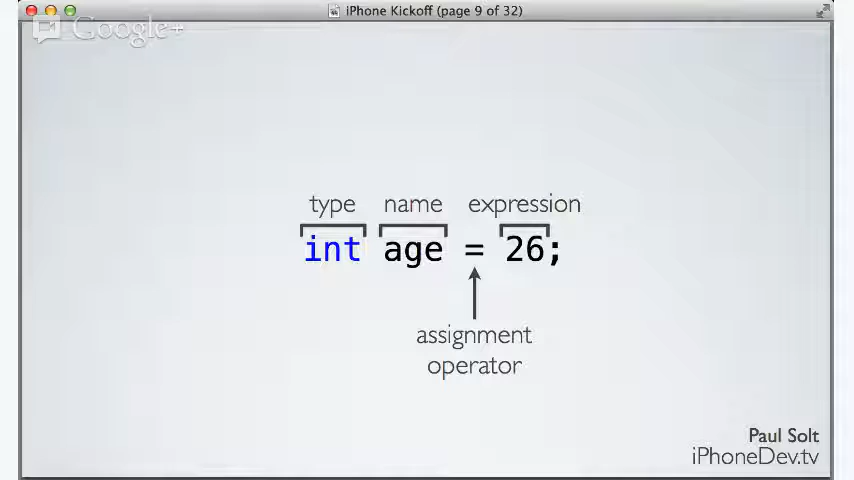 iPhone Kickoff (page 9 of 32)
Google+
type name expression
int age = 26;
assignment
operator
Paul Solt
iPhoneDev.tv